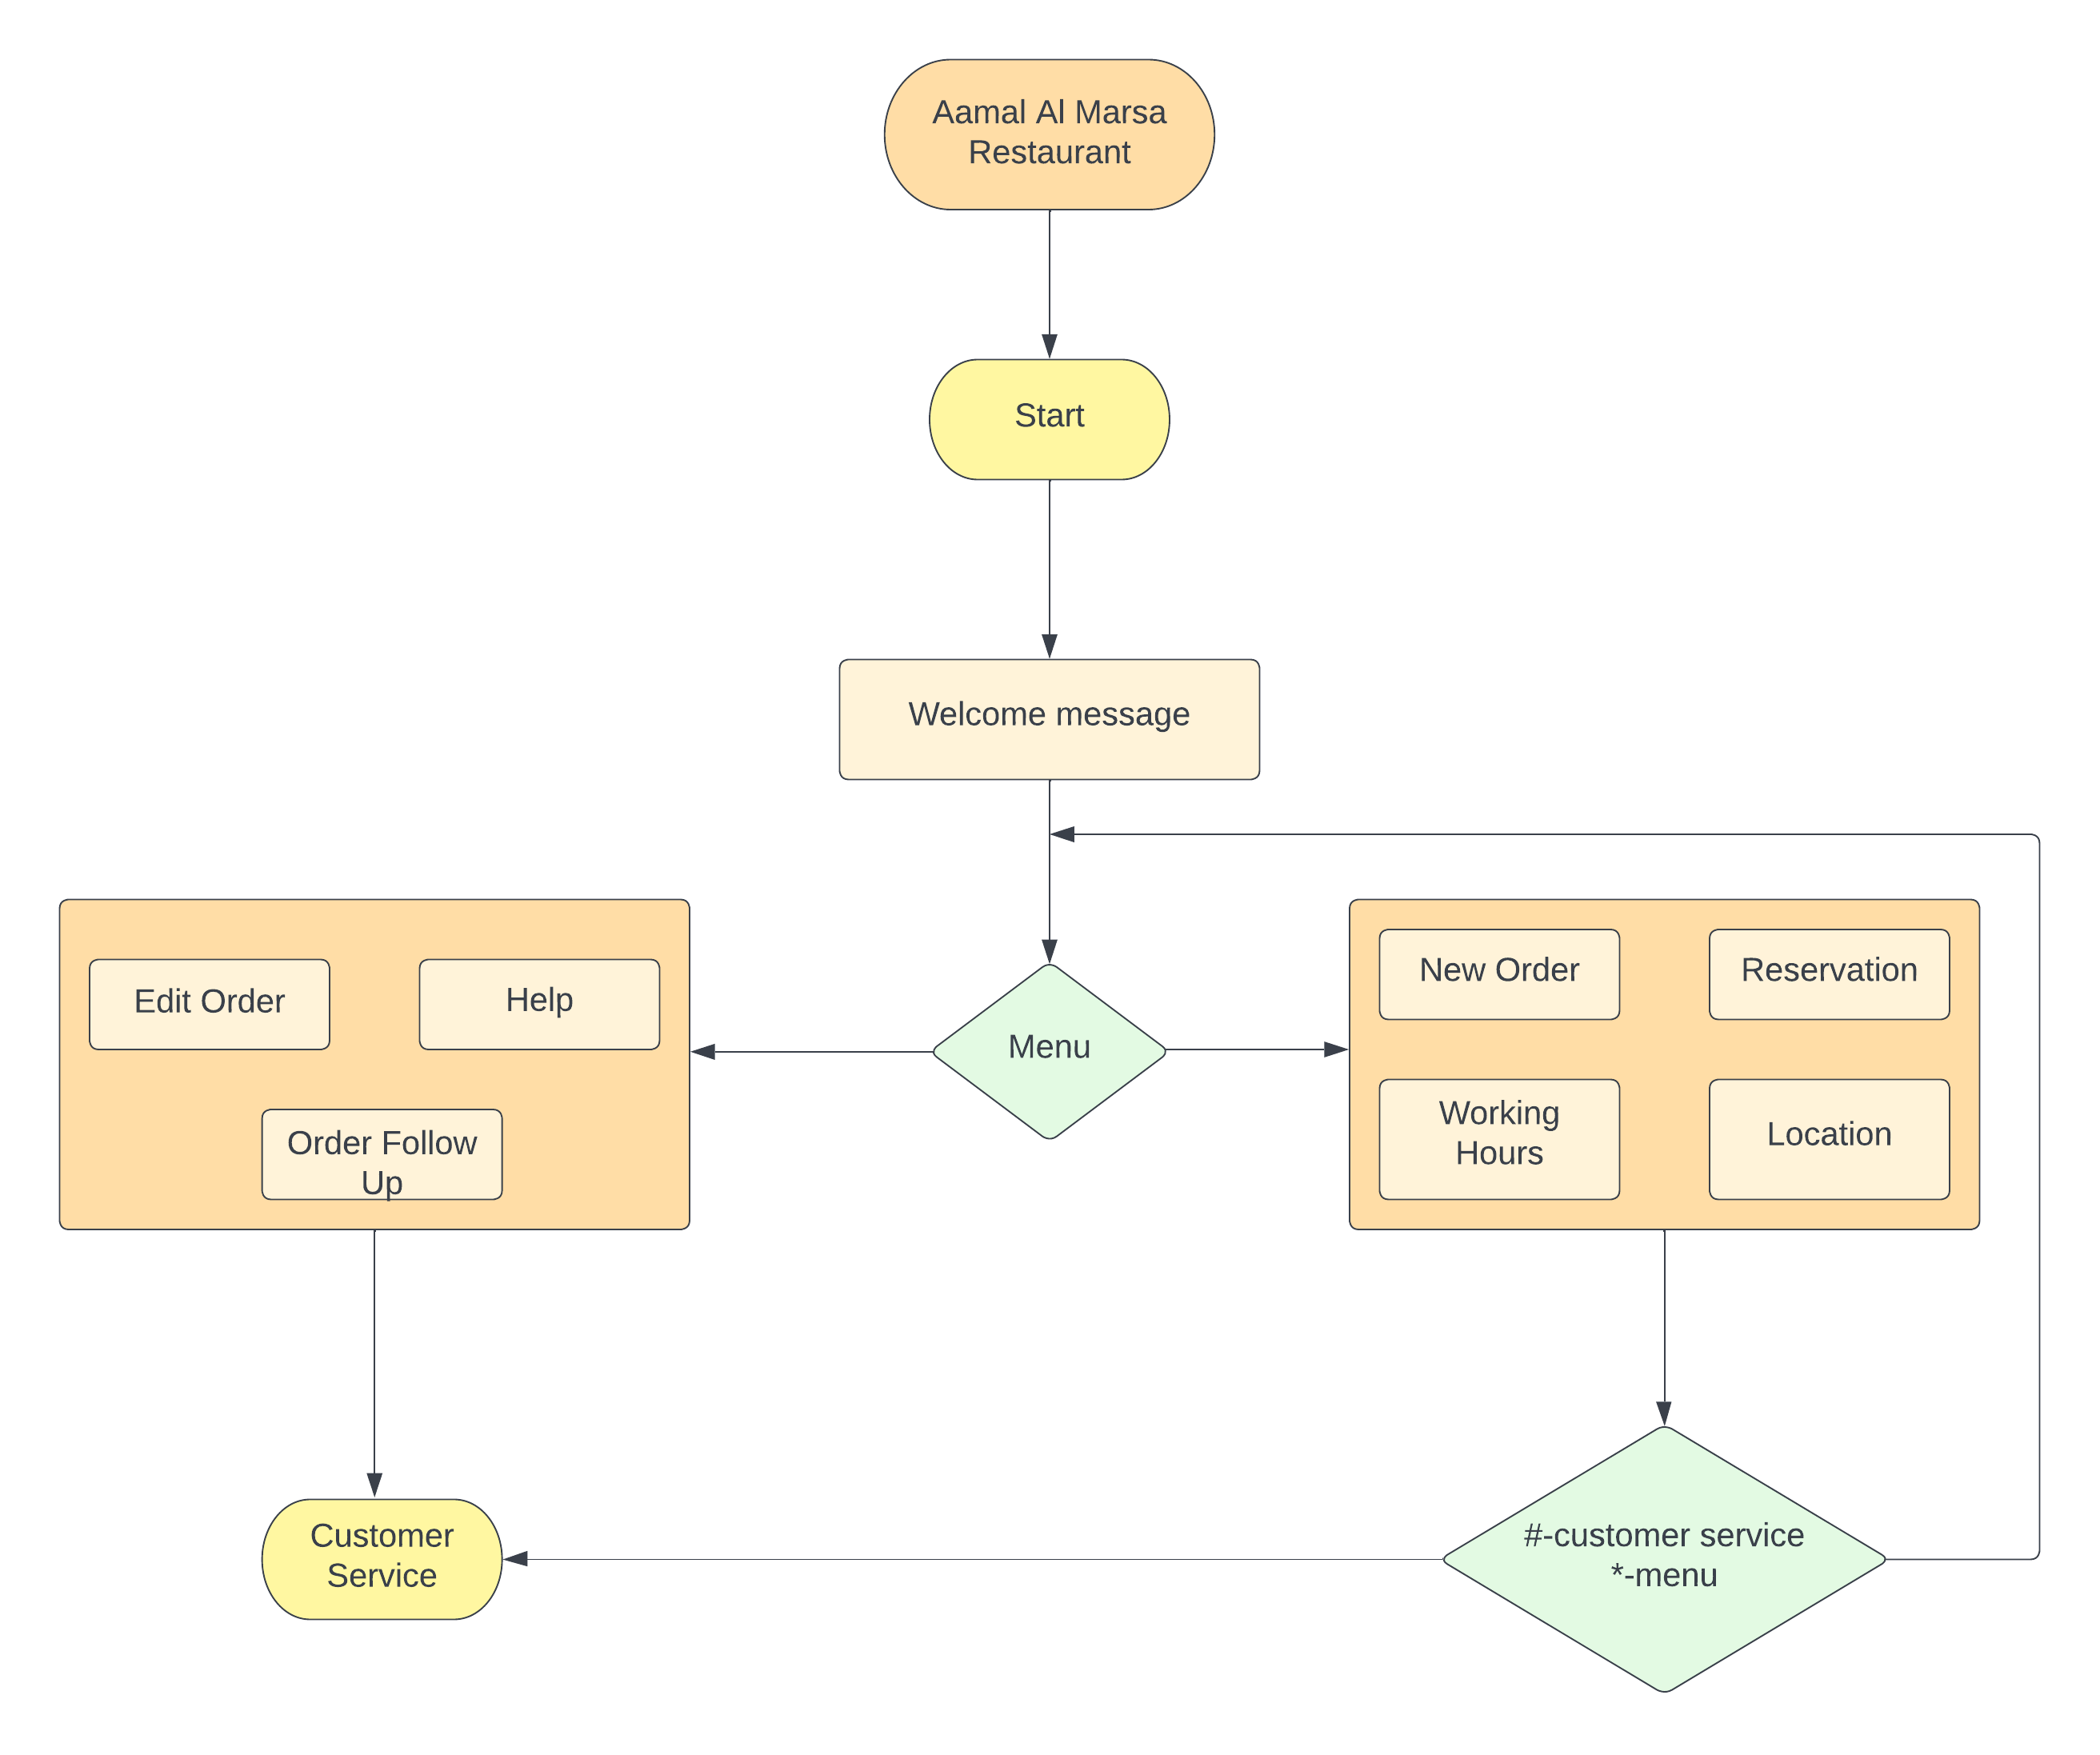 Aamal Al Marsa
Restaurant
Start
Welcome message
Edit Order
Help
Order Follow
Up
Menu
New Order
Reservation
Working
Hours
Location
Customer
Service
#-customer service
*-menu